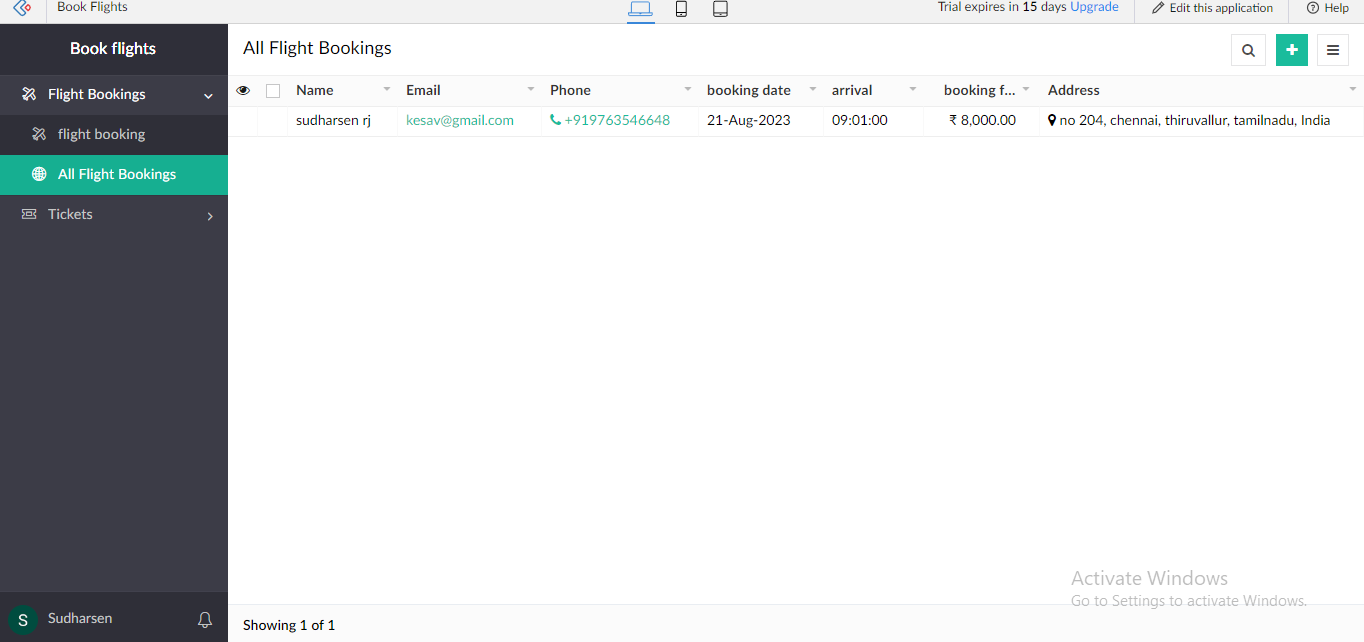 Book Flights
Trial expires in 15 days Upgrade
Edit this application
Help
Book flights
Flight Bookings
flight booking
All Flight Bookings
Tickets
Sudharsen
S
All Flight Bookings
Name Email Phone booking date arrival booking f... Address
sudharsen rj kesav@gmail.com +919763546648 21-Aug-2023 09:01:00 ₹ 8,000.00 no 204, chennai, thiruvallur, tamilnadu, India
Activate Windows
Go to Settings to activate Windows.
Showing 1 of 1